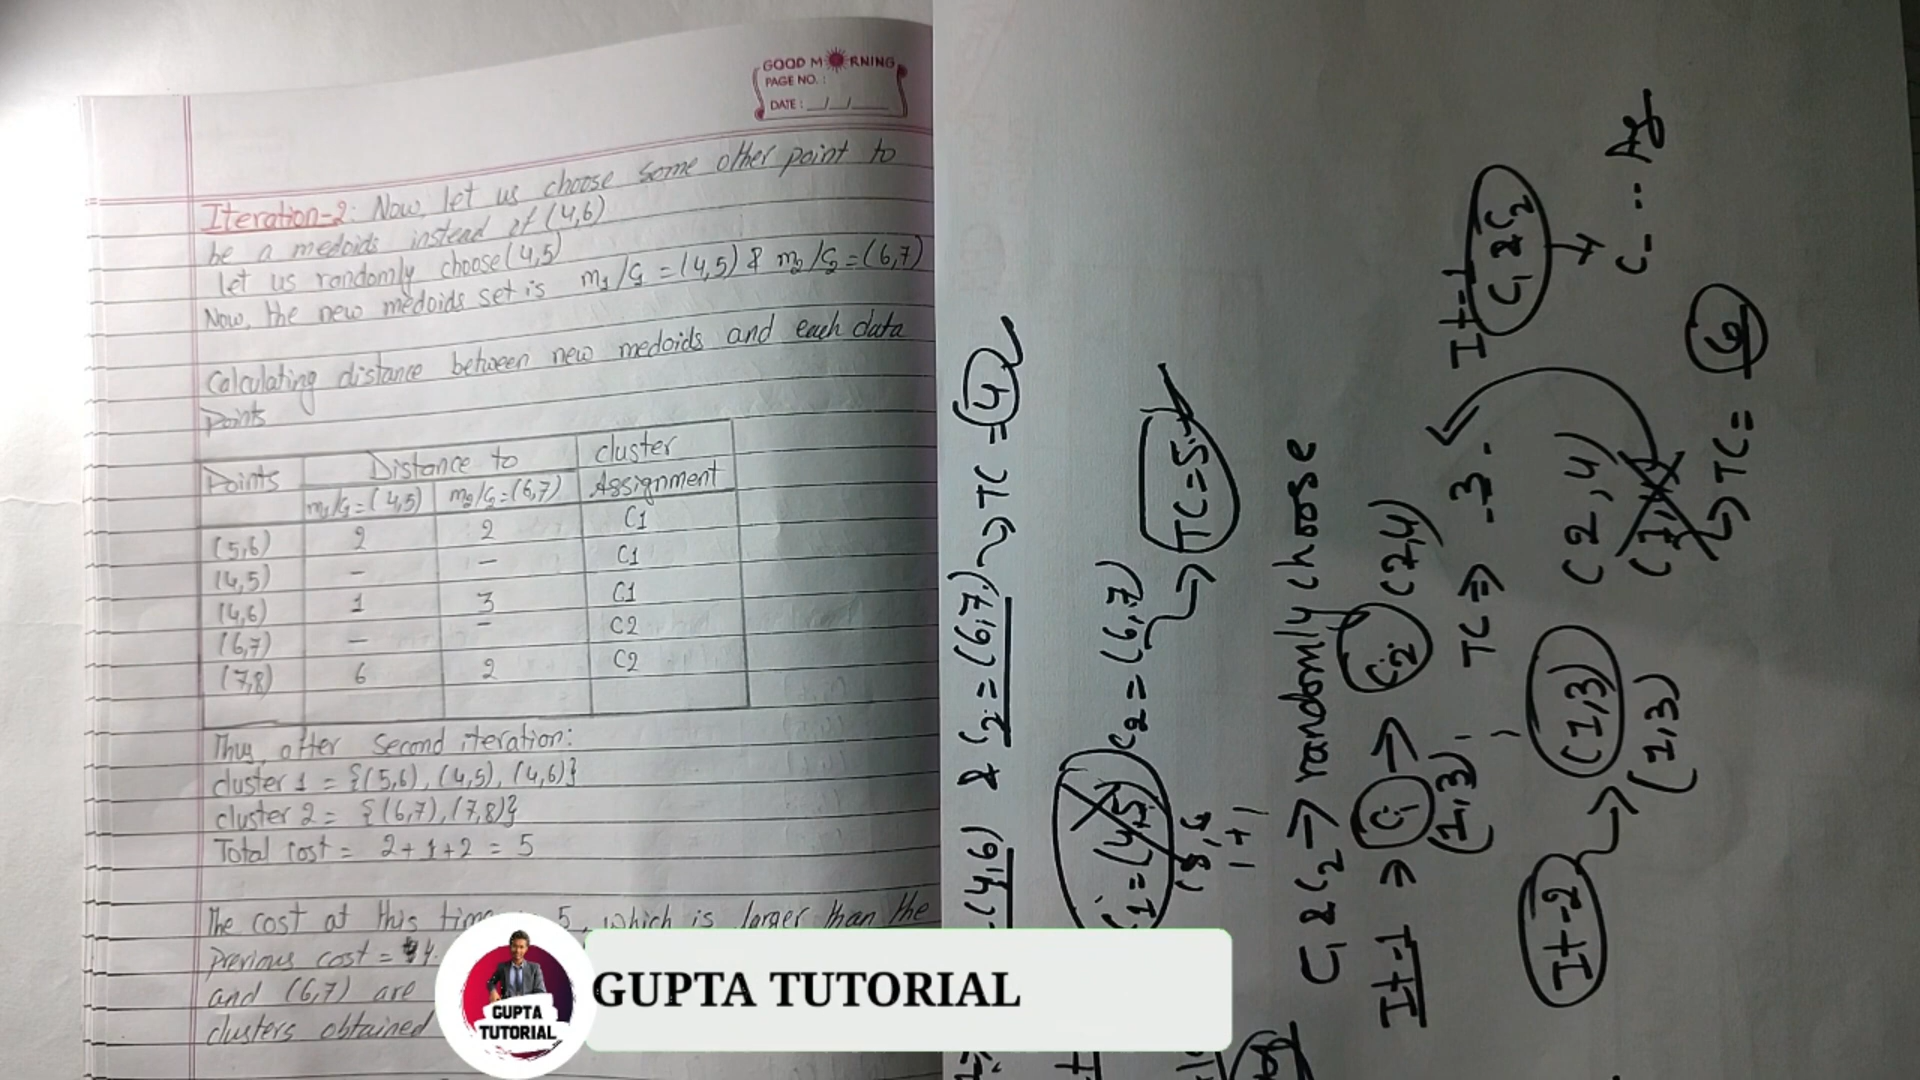 GOOD MORNING
PAGE NO. :
DATE :
Iteration-2: Now, let us choose some other point to
be a medoids instead of (4,6)
let us randomly choose (4,5)
Now, the new medoids set is m1/C1 = (4,5) & m2/C2 = (6,7)
Calculating distance between new medoids and each data
Points
Points Distance to cluster Assignment
m1/C1 = (4,5) m2/C2 = (6,7)
(5,6) 2 2 C1
(4,5) - - C1
(4,6) 1 3 C1
(6,7) - - C2
(7,8) 6 2 C2
Thus, after second iteration:
cluster 1 = {(5,6), (4,5), (4,6)}
cluster 2 = {(6,7), (7,8)}
Total cost = 2+1+2 = 5
The cost at this time 5, which is larger than the
previous cost = 4.
and (6,7) are
clusters obtained
(4,6) & C2 = (6,7) TC = 4
C1 = (4,5) C2 = (6,7)
TC = 5
(5,6
1+1
C1 & C2 → randomly choose
It-1 → C1 → C2
(1,3), (2,4)
TC ⇒ 3.
It-1
C1 & C2
It-2 (1,3) (2,4)
(1,3)
TC = 6
GUPTA
TUTORIAL
GUPTA TUTORIAL